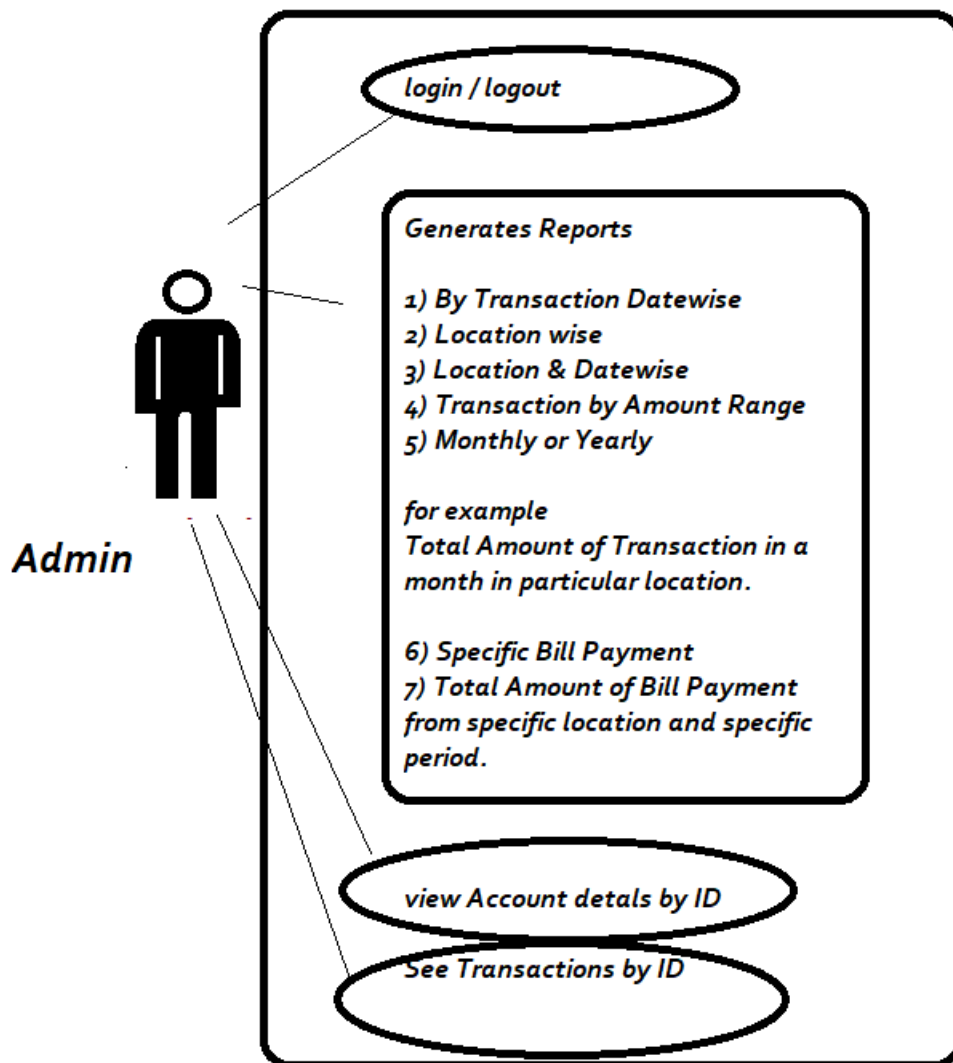 login / logout
Generates Reports
1) By Transaction Datewise
2) Location wise
3) Location & Datewise
4) Transaction by Amount Range
5) Monthly or Yearly
for example
Total Amount of Transaction in a
month in particular location.
6) Specific Bill Payment
7) Total Amount of Bill Payment
from specific location and specific
period.
Admin
view Account detals by ID
See Transactions by ID